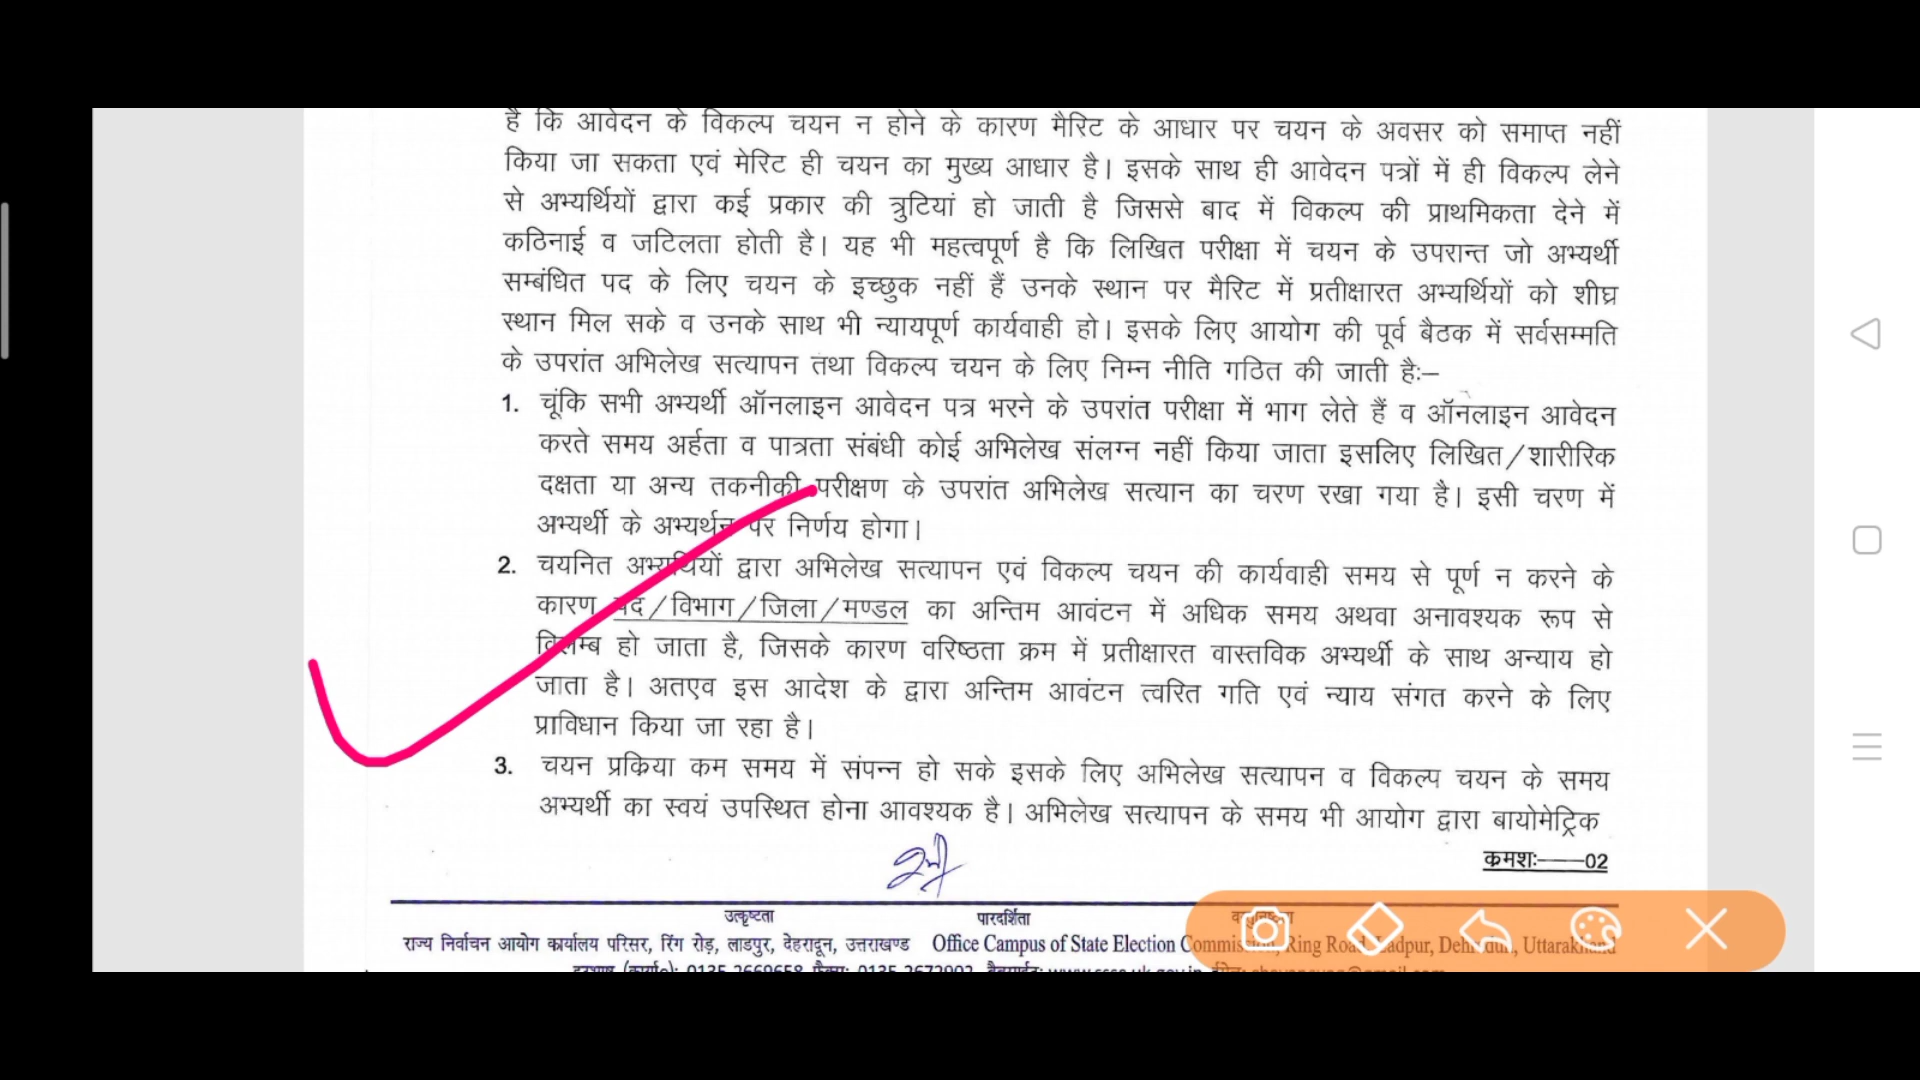 है कि आवेदन के विकल्प चयन न होने के कारण मैरिट के आधार पर चयन के अवसर को समाप्त नहीं
किया जा सकता एवं मेरिट ही चयन का मुख्य आधार है। इसके साथ ही आवेदन पत्रों में ही विकल्प लेने
से अभ्यर्थियों द्वारा कई प्रकार की त्रुटियां हो जाती है जिससे बाद में विकल्प की प्राथमिकता देने में
कठिनाई व जटिलता होती है। यह भी महत्वपूर्ण है कि लिखित परीक्षा में चयन के उपरान्त जो अभ्यर्थी
सम्बंधित पद के लिए चयन के इच्छुक नहीं हैं उनके स्थान पर मैरिट में प्रतीक्षारत अभ्यर्थियों को शीघ्र
स्थान मिल सके व उनके साथ भी न्यायपूर्ण कार्यवाही हो। इसके लिए आयोग की पूर्व बैठक में सर्वसम्मति
के उपरांत अभिलेख सत्यापन तथा विकल्प चयन के लिए निम्न नीति गठित की जाती है:–
1. चूंकि सभी अभ्यर्थी ऑनलाइन आवेदन पत्र भरने के उपरांत परीक्षा में भाग लेते हैं व ऑनलाइन आवेदन
करते समय अर्हता व पात्रता संबंधी कोई अभिलेख संलग्न नहीं किया जाता इसलिए लिखित/शारीरिक
दक्षता या अन्य तकनीकी परीक्षण के उपरांत अभिलेख सत्यान का चरण रखा गया है। इसी चरण में
अभ्यर्थी के अभ्यर्थन पर निर्णय होगा।
2. चयनित अभ्यर्थियों द्वारा अभिलेख सत्यापन एवं विकल्प चयन की कार्यवाही समय से पूर्ण न करने के
कारण पद/विभाग/जिला/मण्डल का अन्तिम आवंटन में अधिक समय अथवा अनावश्यक रूप से
विलम्ब हो जाता है, जिसके कारण वरिष्ठता क्रम में प्रतीक्षारत वास्तविक अभ्यर्थी के साथ अन्याय हो
जाता है। अतएव इस आदेश के द्वारा अन्तिम आवंटन त्वरित गति एवं न्याय संगत करने के लिए
प्राविधान किया जा रहा है।
3. चयन प्रकिया कम समय में संपन्न हो सके इसके लिए अभिलेख सत्यापन व विकल्प चयन के समय
अभ्यर्थी का स्वयं उपस्थित होना आवश्यक है। अभिलेख सत्यापन के समय भी आयोग द्वारा बायोमेट्रिक
कमशः——02
उत्कृष्टता पारदर्शिता
राज्य निर्वाचन आयोग कार्यालय परिसर, रिंग रोड़, लाडपुर, देहरादून, उत्तराखण्ड Office Campus of State Election Commission, Ring Road, Ladpur, Dehradun, Uttarakhand